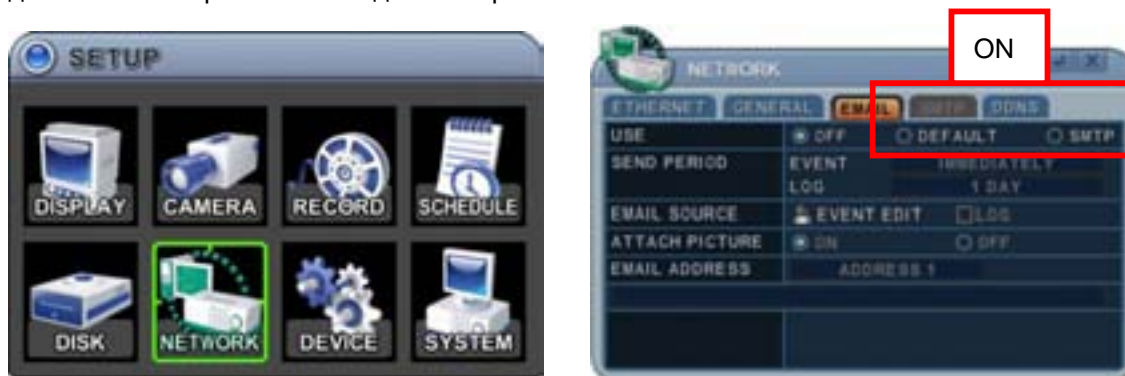 SETUP
DISPLAY CAMERA RECORD SCHEDULE
DISK NETWORK DEVICE SYSTEM
ON
NETWORK
ETHERNET GENERAL EMAIL SMTP DDNS
USE OFF DEFAULT SMTP
SEND PERIOD EVENT IMMEDIATELY
LOG 1 DAY
EMAIL SOURCE EVENT EDIT LOG
ATTACH PICTURE ON OFF
EMAIL ADDRESS ADDRESS 1